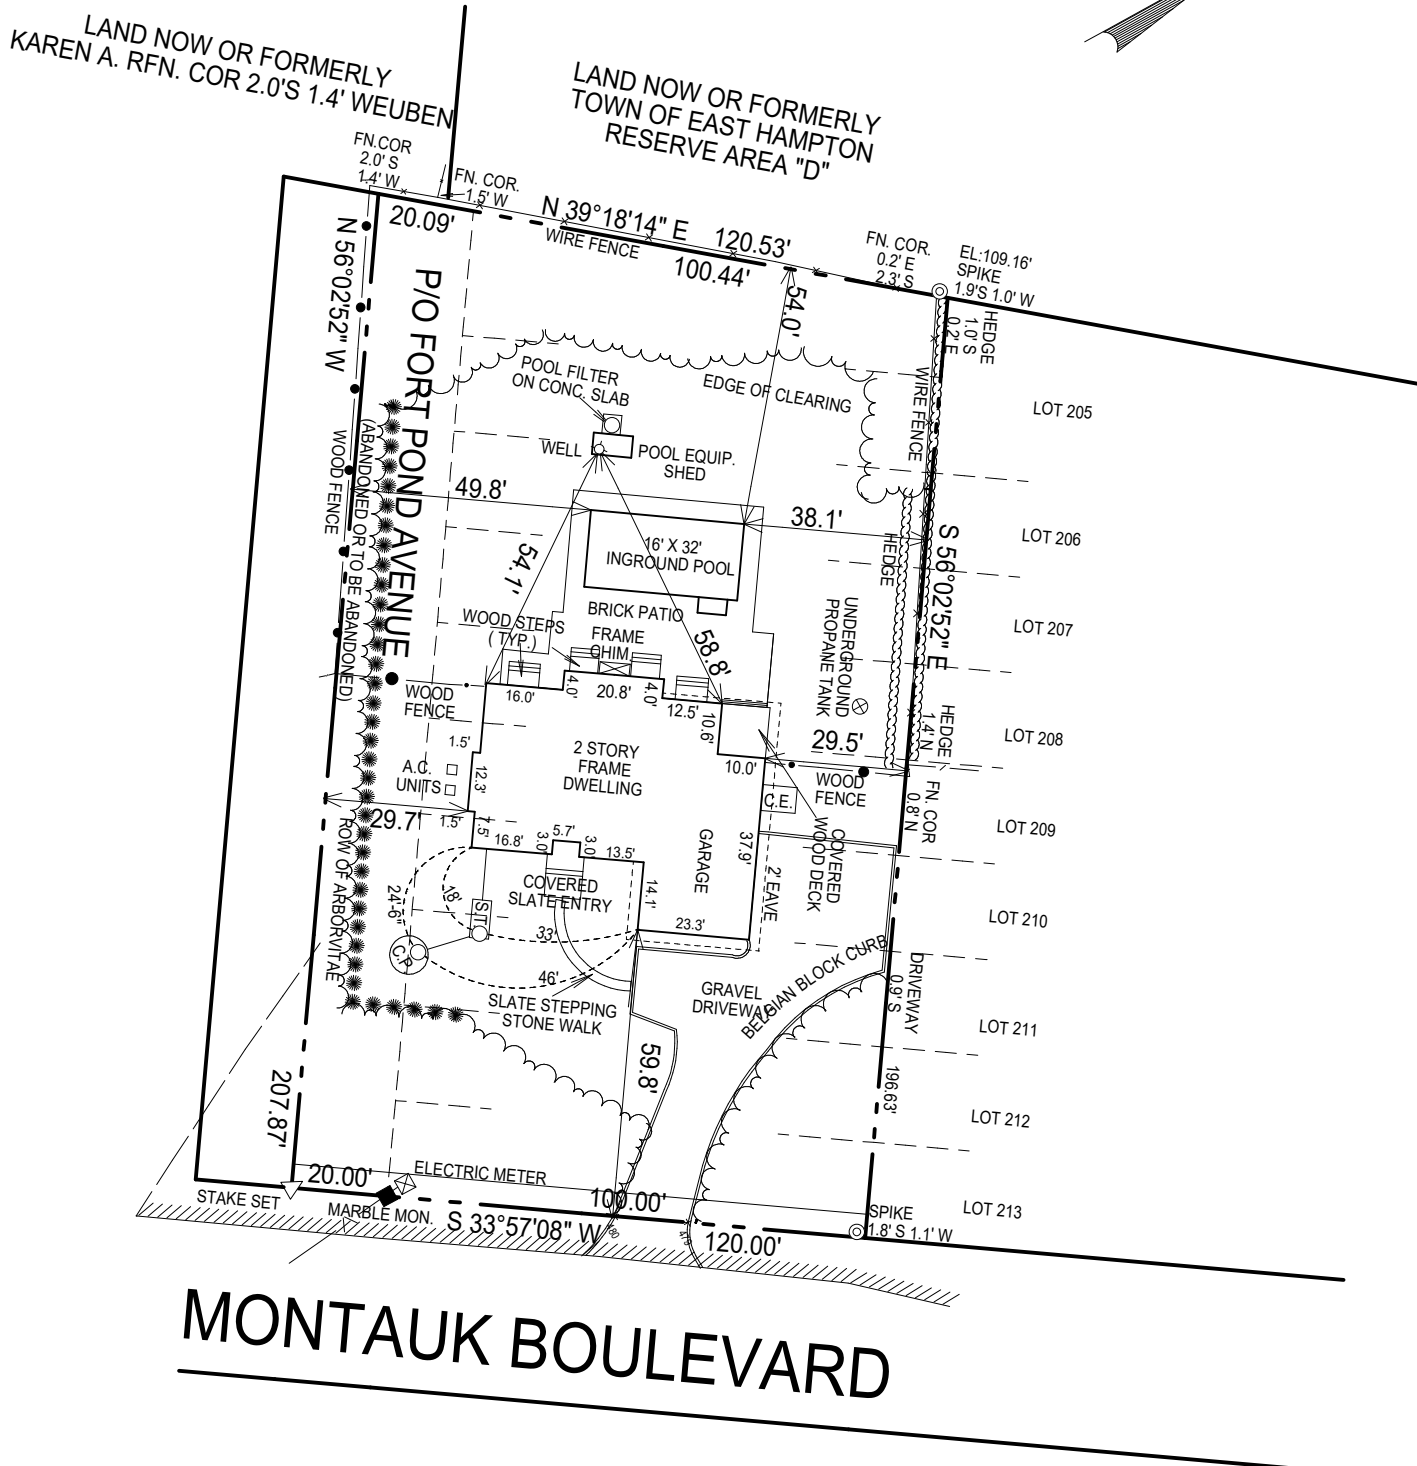 LAND NOW OR FORMERLY
KAREN A. RFN. COR 2.0'S 1.4' WEUBEN
LAND NOW OR FORMERLY
TOWN OF EAST HAMPTON
RESERVE AREA "D"
FN.COR
2.0' S
1.4' W
FN. COR.
1.5' W
20.09'
N 39°18'14" E
120.53'
WIRE FENCE
100.44'
FN. COR.
0.2' E
2.3' S
EL:109.16'
SPIKE
1.9'S 1.0' W
HEDGE
1.0' S
0.2' E
N 56°02'52" W
P/O FORT POND AVENUE
(ABANDONED OR TO BE ABANDONED)
WOOD FENCE
54.0'
POOL FILTER
ON CONC. SLAB
EDGE OF CLEARING
WIRE FENCE
LOT 205
WELL
POOL EQUIP.
SHED
49.8'
38.1'
16' X 32'
INGROUND POOL
HEDGE
S 56°02'52" E
LOT 206
54.1'
58.8'
BRICK PATIO
WOOD STEPS
( TYP.)
FRAME
CHIM.
UNDERGROUND
PROPANE TANK
LOT 207
WOOD
FENCE
16.0'
4.0'
20.8'
4.0'
12.5'
10.6'
10.0'
29.5'
HEDGE
1.4' N
LOT 208
1.5'
2 STORY
FRAME
DWELLING
A.C.
UNITS
12.3'
C.E.
WOOD
FENCE
FN. COR
0.8' N
LOT 209
29.7'
1.5'
7.5'
16.8'
3.0'
5.7'
3.0'
13.5'
GARAGE
37.9'
2' EAVE
COVERED
WOOD DECK
ROW OF ARBORVITAE
COVERED
SLATE ENTRY
14.1'
23.3'
24'-6"
18'
S.T.
33'
C.P.
46'
LOT 210
SLATE STEPPING
STONE WALK
GRAVEL
DRIVEWAY
BELGIAN BLOCK CURB
DRIVEWAY
0.9' S
LOT 211
59.8'
196.63'
207.87'
LOT 212
20.00'
ELECTRIC METER
STAKE SET
MARBLE MON.
S 33°57'08" W
100.00'
120.00'
SPIKE
1.8' S 1.1' W
LOT 213
MONTAUK BOULEVARD